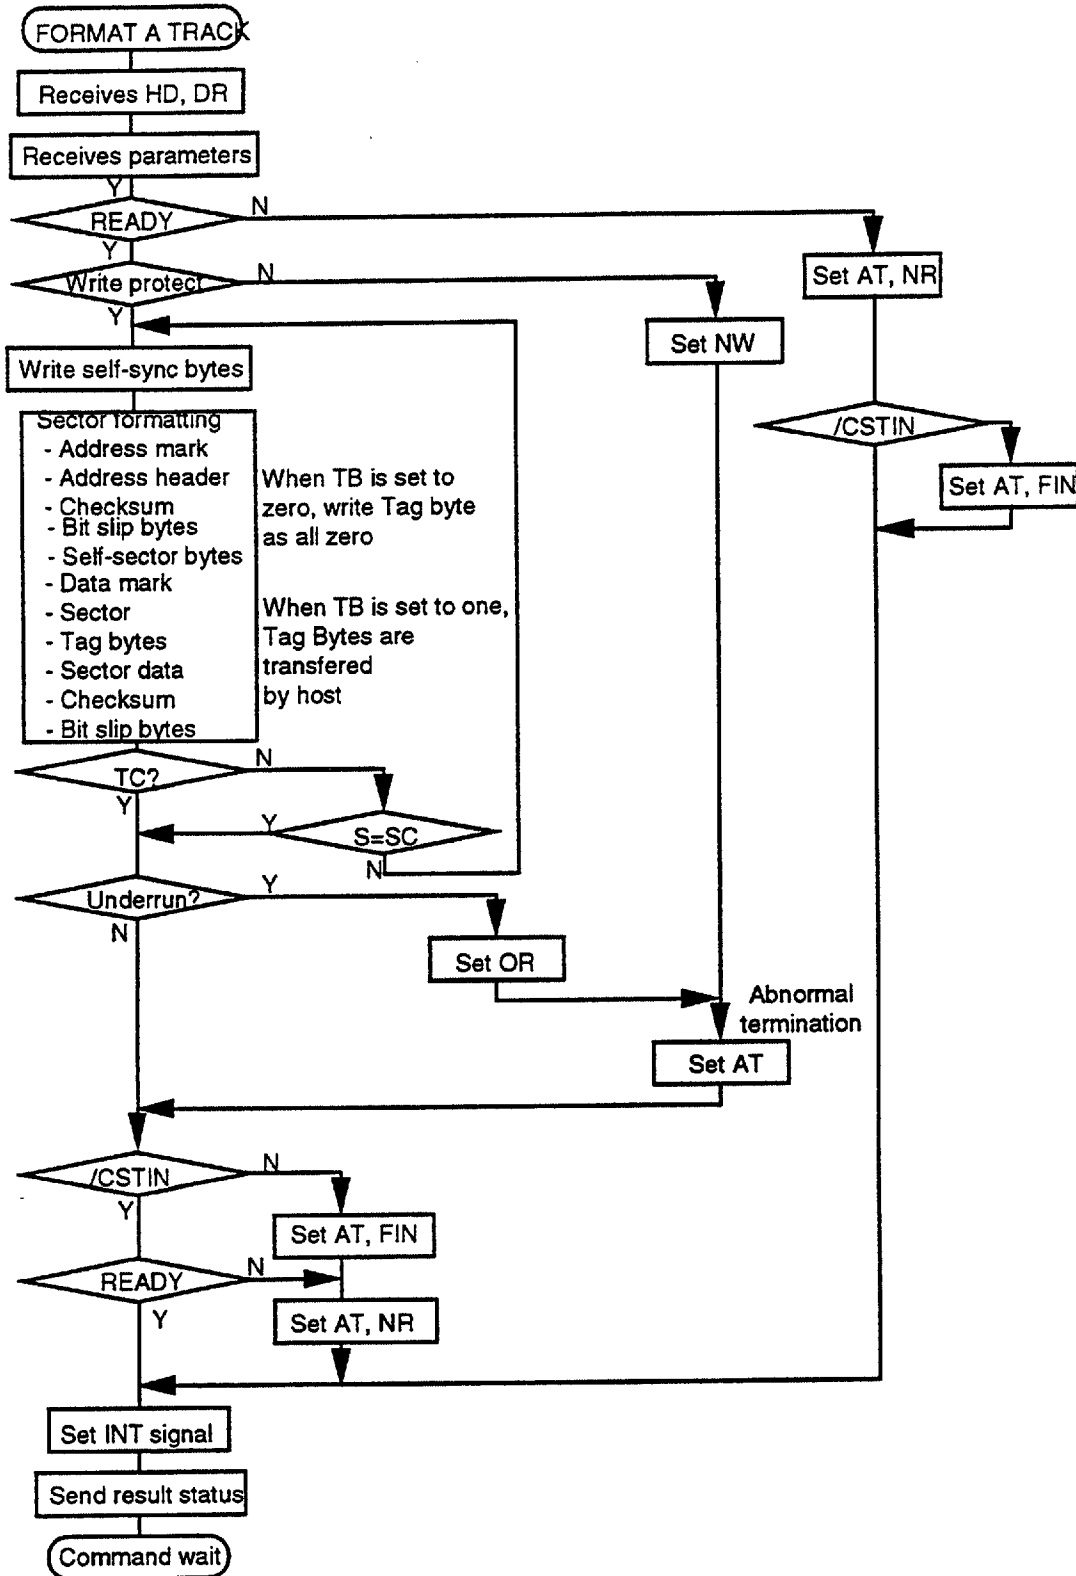 FORMAT A TRACK
Receives HD, DR
Receives parameters
Y
READY
N
Y
Write protect
N
Y
Set AT, NR
Set NW
Write self-sync bytes
/CSTIN
Set AT, FIN
Sector formatting
- Address mark
- Address header
- Checksum
- Bit slip bytes
- Self-sector bytes
- Data mark
- Sector
- Tag bytes
- Sector data
- Checksum
- Bit slip bytes
When TB is set to
zero, write Tag byte
as all zero
When TB is set to one,
Tag Bytes are
transfered
by host
TC?
N
Y
S=SC
Y
N
Underrun?
Y
N
Set OR
Abnormal
termination
Set AT
/CSTIN
N
Y
Set AT, FIN
READY
N
Y
Set AT, NR
Set INT signal
Send result status
Command wait